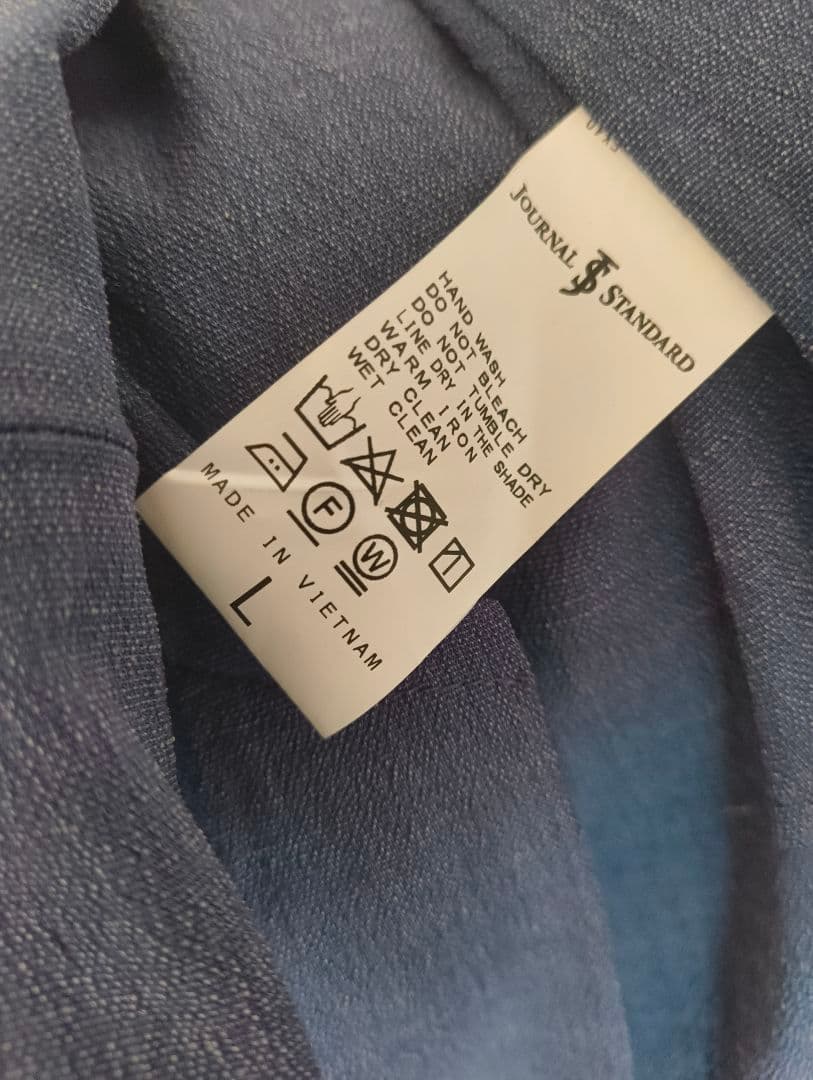 JOURNAL JS STANDARD
HAND WASH
DO NOT BLEACH
DO NOT TUMBLE DRY
LINE DRY IN THE SHADE
WARM IRON
DRY CLEAN
WET CLEAN
F
W
MADE IN VIETNAM
L